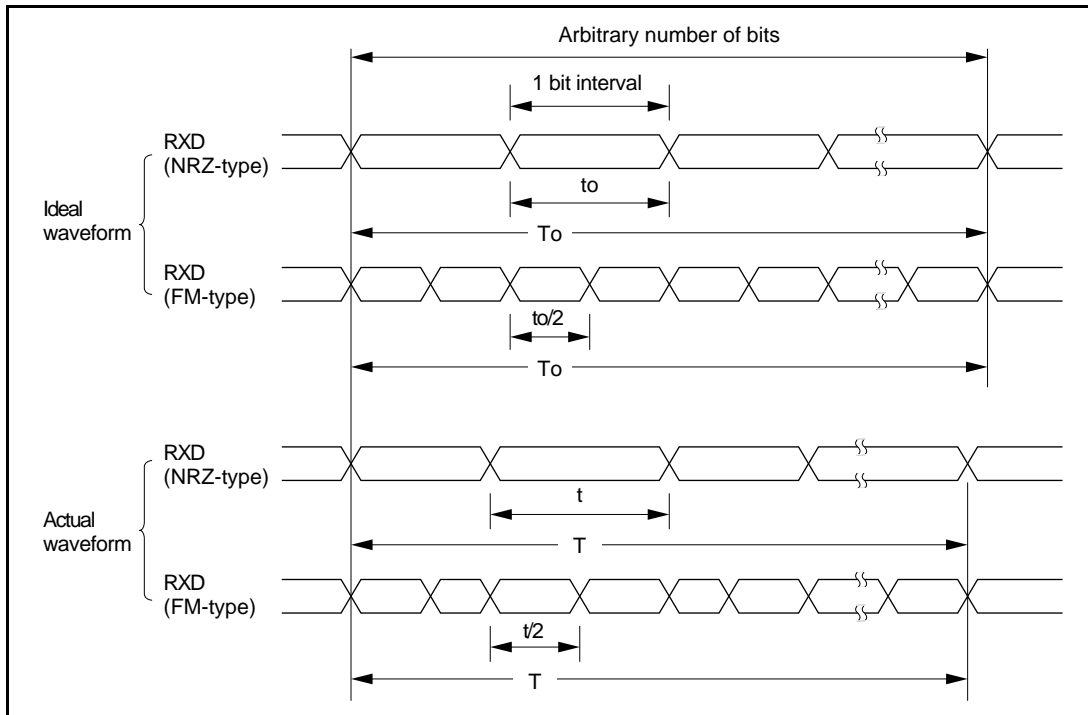 Arbitrary number of bits
1 bit interval
RXD
(NRZ-type)
to
To
Ideal
waveform
RXD
(FM-type)
to/2
To
RXD
(NRZ-type)
t
T
Actual
waveform
RXD
(FM-type)
t/2
T